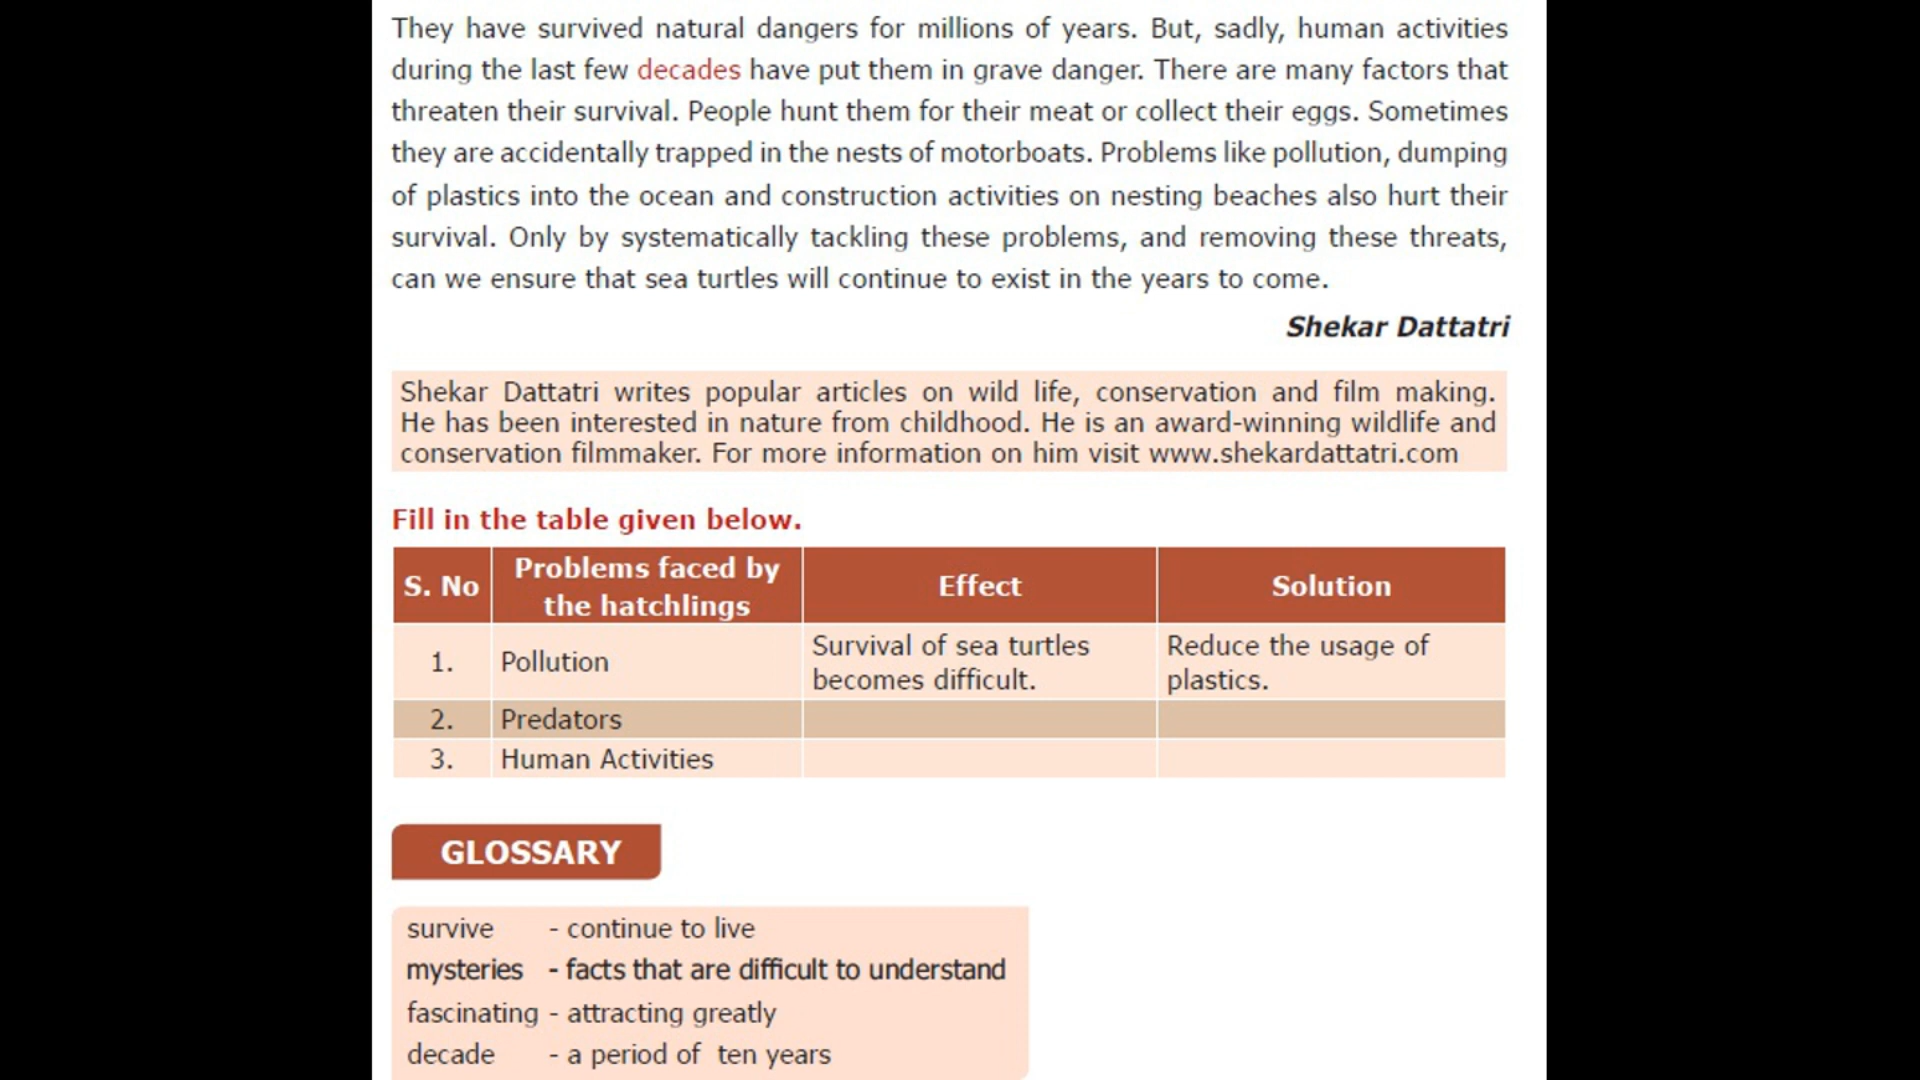 They have survived natural dangers for millions of years. But, sadly, human activities
during the last few decades have put them in grave danger. There are many factors that
threaten their survival. People hunt them for their meat or collect their eggs. Sometimes
they are accidentally trapped in the nests of motorboats. Problems like pollution, dumping
of plastics into the ocean and construction activities on nesting beaches also hurt their
survival. Only by systematically tackling these problems, and removing these threats,
can we ensure that sea turtles will continue to exist in the years to come.
Shekar Dattatri
Shekar Dattatri writes popular articles on wild life, conservation and film making.
He has been interested in nature from childhood. He is an award-winning wildlife and
conservation filmmaker. For more information on him visit www.shekardattatri.com
Fill in the table given below.
S. No Problems faced by the hatchlings Effect Solution
1. Pollution Survival of sea turtles becomes difficult. Reduce the usage of plastics.
2. Predators
3. Human Activities
GLOSSARY
survive - continue to live
mysteries - facts that are difficult to understand
fascinating - attracting greatly
decade - a period of ten years